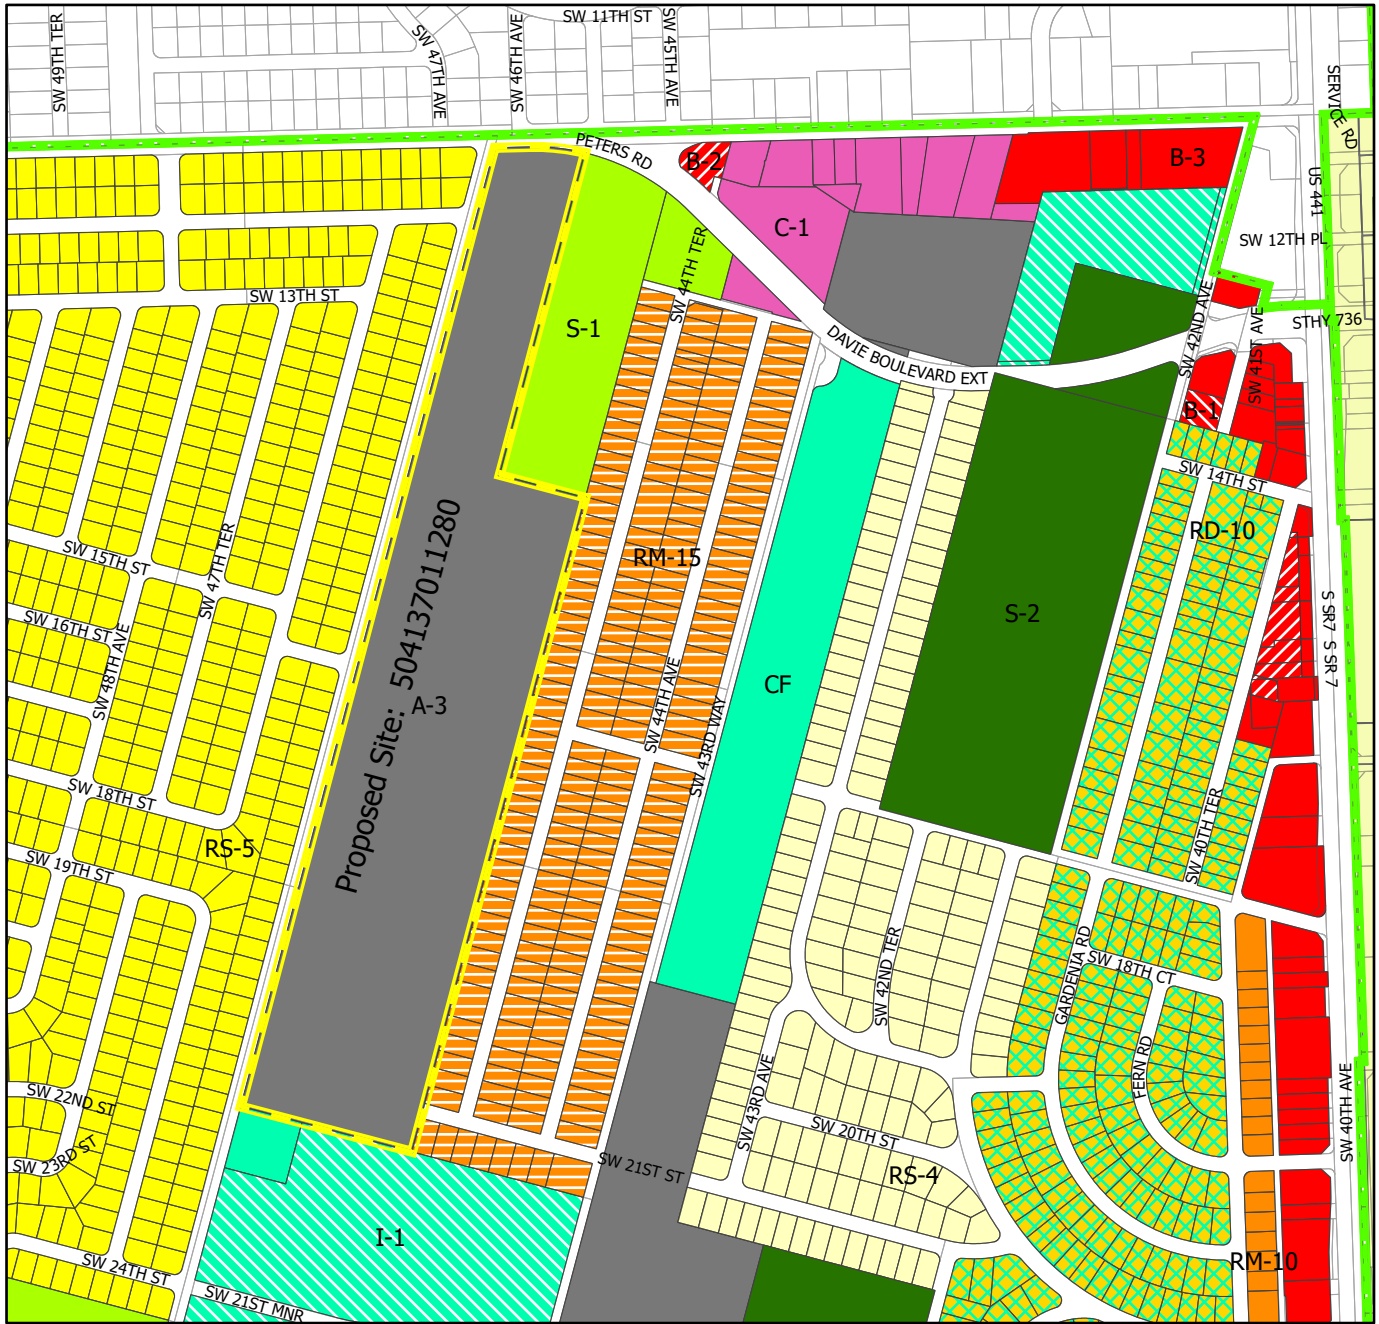 SW 11TH ST
SW 49TH TER
SW 47TH AVE
SW 46TH AVE
SW 45TH AVE
SERVICE RD
PETERS RD
B-2
B-3
US 441
C-1
SW 12TH PL
SW 44TH TER
SW 13TH ST
S-1
SW 42ND AVE
SW 41ST AVE
STHY 736
DAVIE BOULEVARD EXT
B-1
SW 14TH ST
RD-10
SW 15TH ST
SW 47TH TER
RM-15
Proposed Site: 504137011280
S-2
SW 16TH ST
S SR7 S SR 7
SW 48TH AVE
A-3
CF
SW 44TH AVE
SW 43RD WAY
SW 18TH ST
RS-5
SW 40TH TER
SW 19TH ST
SW 42ND TER
GARDENIA RD
SW 18TH CT
FERN RD
SW 22ND ST
SW 43RD AVE
SW 40TH AVE
SW 23RD ST
SW 20TH ST
SW 21ST ST
RS-4
I-1
RM-10
SW 24TH ST
SW 21ST MNR